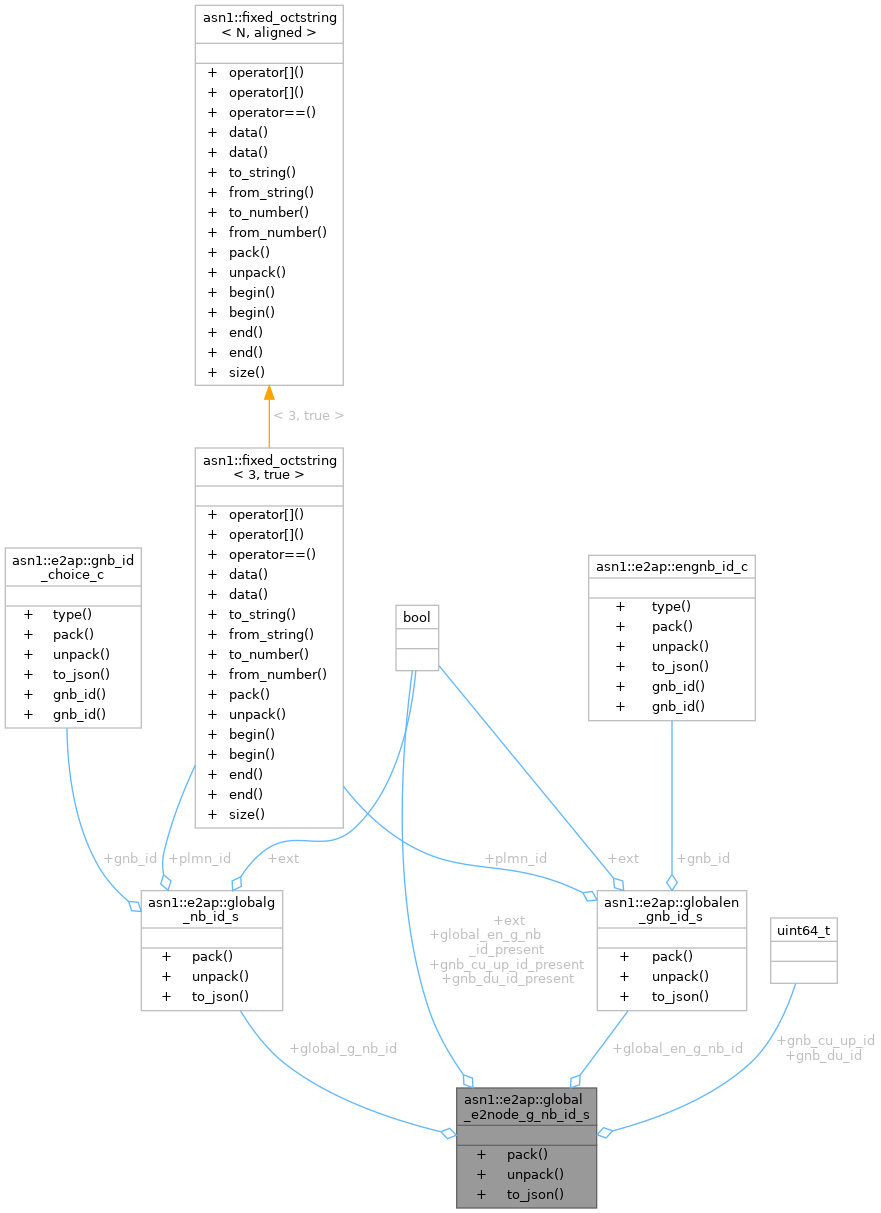 asn1::fixed_octstring
< N, aligned >
+ operator[]()
+ operator[]()
+ operator==()
+ data()
+ data()
+ to_string()
+ from_string()
+ to_number()
+ from_number()
+ pack()
+ unpack()
+ begin()
+ begin()
+ end()
+ end()
+ size()
< 3, true >
asn1::fixed_octstring
< 3, true >
+ operator[]()
+ operator[]()
+ operator==()
+ data()
+ data()
+ to_string()
+ from_string()
+ to_number()
+ from_number()
+ pack()
+ unpack()
+ begin()
+ begin()
+ end()
+ end()
+ size()
asn1::e2ap::gnb_id
_choice_c
+ type()
+ pack()
+ unpack()
+ to_json()
+ gnb_id()
+ gnb_id()
bool
asn1::e2ap::engnb_id_c
+ type()
+ pack()
+ unpack()
+ to_json()
+ gnb_id()
+ gnb_id()
+gnb_id
+plmn_id
+ext
+plmn_id
+ext
+gnb_id
asn1::e2ap::globalg
_nb_id_s
+ pack()
+ unpack()
+ to_json()
+ext
+global_en_g_nb
_id_present
+gnb_cu_up_id_present
+gnb_du_id_present
asn1::e2ap::globalen
_gnb_id_s
+ pack()
+ unpack()
+ to_json()
uint64_t
+global_g_nb_id
+global_en_g_nb_id
+gnb_cu_up_id
+gnb_du_id
asn1::e2ap::global
_e2node_g_nb_id_s
+ pack()
+ unpack()
+ to_json()